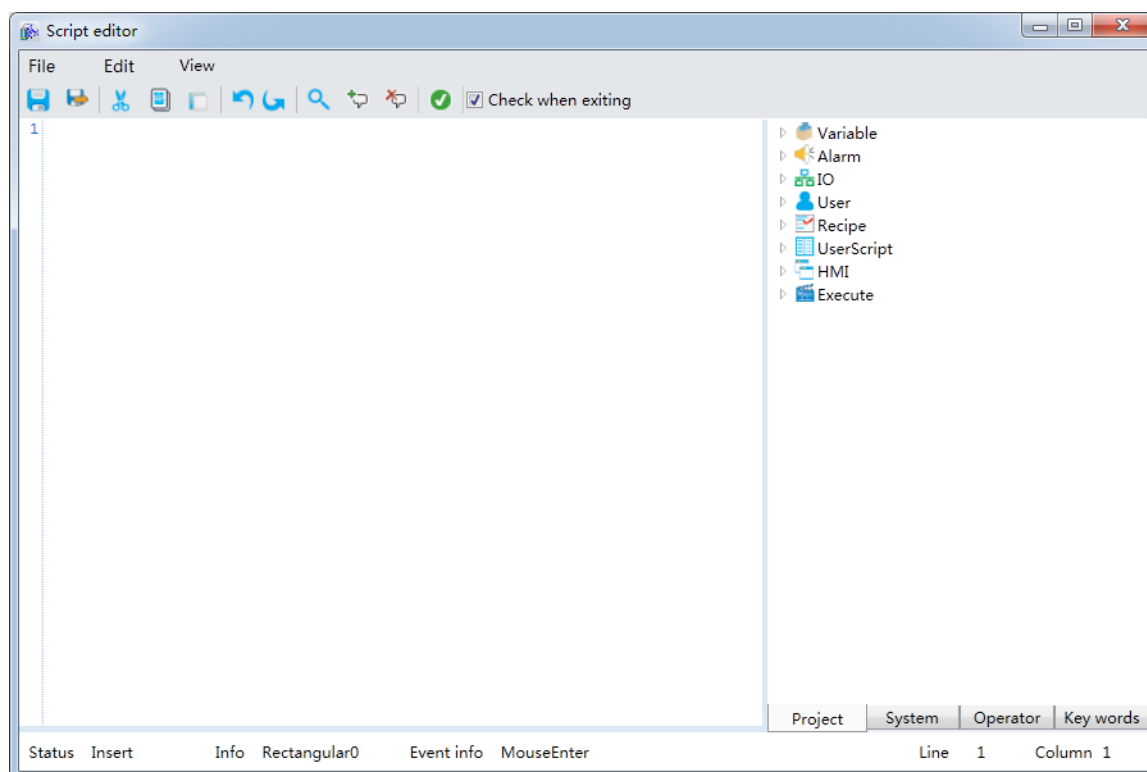 Script editor
File Edit View
Check when exiting
1
Variable
Alarm
IO
User
Recipe
UserScript
HMI
Execute
Project System Operator Key words
Status Insert Info Rectangular0 Event info MouseEnter Line 1 Column 1